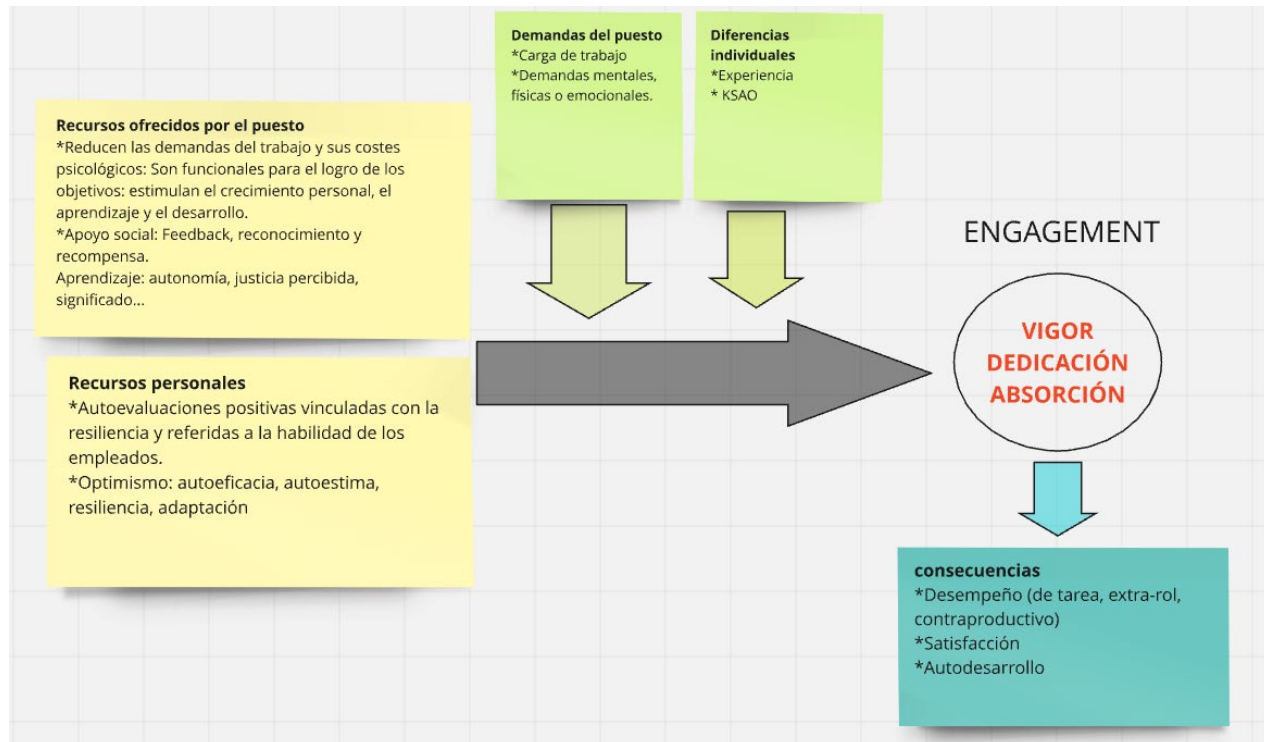 Demandas del puesto
*Carga de trabajo
*Demandas mentales,
físicas o emocionales.
Diferencias
individuales
*Experiencia
* KSAO
Recursos ofrecidos por el puesto
*Reducen las demandas del trabajo y sus costes
psicológicos: Son funcionales para el logro de los
objetivos: estimulan el crecimiento personal, el
aprendizaje y el desarrollo.
*Apoyo social: Feedback, reconocimiento y
recompensa.
Aprendizaje: autonomía, justicia percibida,
significado...
Recursos personales
*Autoevaluaciones positivas vinculadas con la
resiliencia y referidas a la habilidad de los
empleados.
*Optimismo: autoeficacia, autoestima,
resiliencia, adaptación
ENGAGEMENT
VIGOR
DEDICACIÓN
ABSORCIÓN
consecuencias
*Desempeño (de tarea, extra-rol,
contraproductivo)
*Satisfacción
*Autodesarrollo